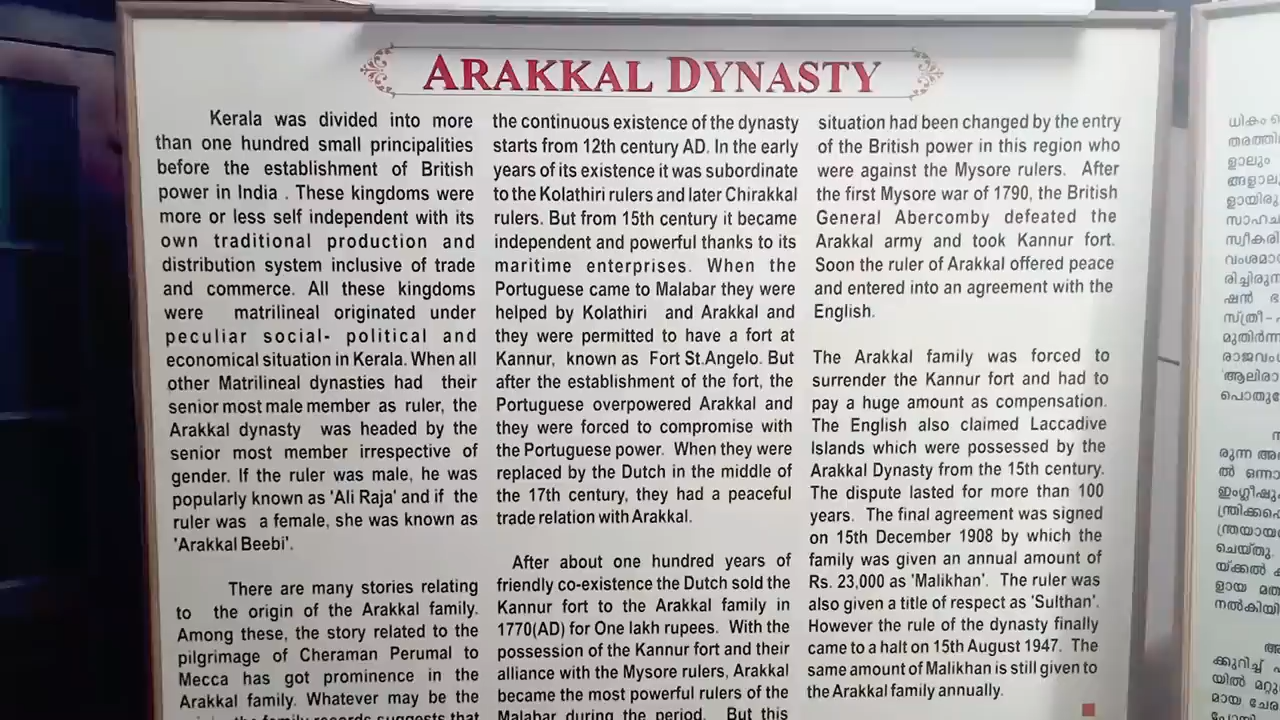 ARAKKAL DYNASTY
Kerala was divided into more
than one hundred small principalities
before the establishment of British
power in India . These kingdoms were
more or less self independent with its
own traditional production and
distribution system inclusive of trade
and commerce. All these kingdoms
were matrilineal originated under
peculiar social- political and
economical situation in Kerala. When all
other Matrilineal dynasties had their
senior most male member as ruler, the
Arakkal dynasty was headed by the
senior most member irrespective of
gender. If the ruler was male, he was
popularly known as 'Ali Raja' and if the
ruler was a female, she was known as
'Arakkal Beebi'.
There are many stories relating
to the origin of the Arakkal family.
Among these, the story related to the
pilgrimage of Cheraman Perumal to
Mecca has got prominence in the
Arakkal family. Whatever may be the
the family records suggests that
the continuous existence of the dynasty
starts from 12th century AD. In the early
years of its existence it was subordinate
to the Kolathiri rulers and later Chirakkal
rulers. But from 15th century it became
independent and powerful thanks to its
maritime enterprises. When the
Portuguese came to Malabar they were
helped by Kolathiri and Arakkal and
they were permitted to have a fort at
Kannur, known as Fort St.Angelo. But
after the establishment of the fort, the
Portuguese overpowered Arakkal and
they were forced to compromise with
the Portuguese power. When they were
replaced by the Dutch in the middle of
the 17th century, they had a peaceful
trade relation with Arakkal.
After about one hundred years of
friendly co-existence the Dutch sold the
Kannur fort to the Arakkal family in
1770(AD) for One lakh rupees. With the
possession of the Kannur fort and their
alliance with the Mysore rulers, Arakkal
became the most powerful rulers of the
Malabar during the period. But this
situation had been changed by the entry
of the British power in this region who
were against the Mysore rulers. After
the first Mysore war of 1790, the British
General Abercomby defeated the
Arakkal army and took Kannur fort.
Soon the ruler of Arakkal offered peace
and entered into an agreement with the
English.
The Arakkal family was forced to
surrender the Kannur fort and had to
pay a huge amount as compensation.
The English also claimed Laccadive
Islands which were possessed by the
Arakkal Dynasty from the 15th century.
The dispute lasted for more than 100
years. The final agreement was signed
on 15th December 1908 by which the
family was given an annual amount of
Rs. 23,000 as 'Malikhan'. The ruler was
also given a title of respect as 'Sulthan'.
However the rule of the dynasty finally
came to a halt on 15th August 1947. The
same amount of Malikhan is still given to
the Arakkal family annually.
ധികം
ളാലും